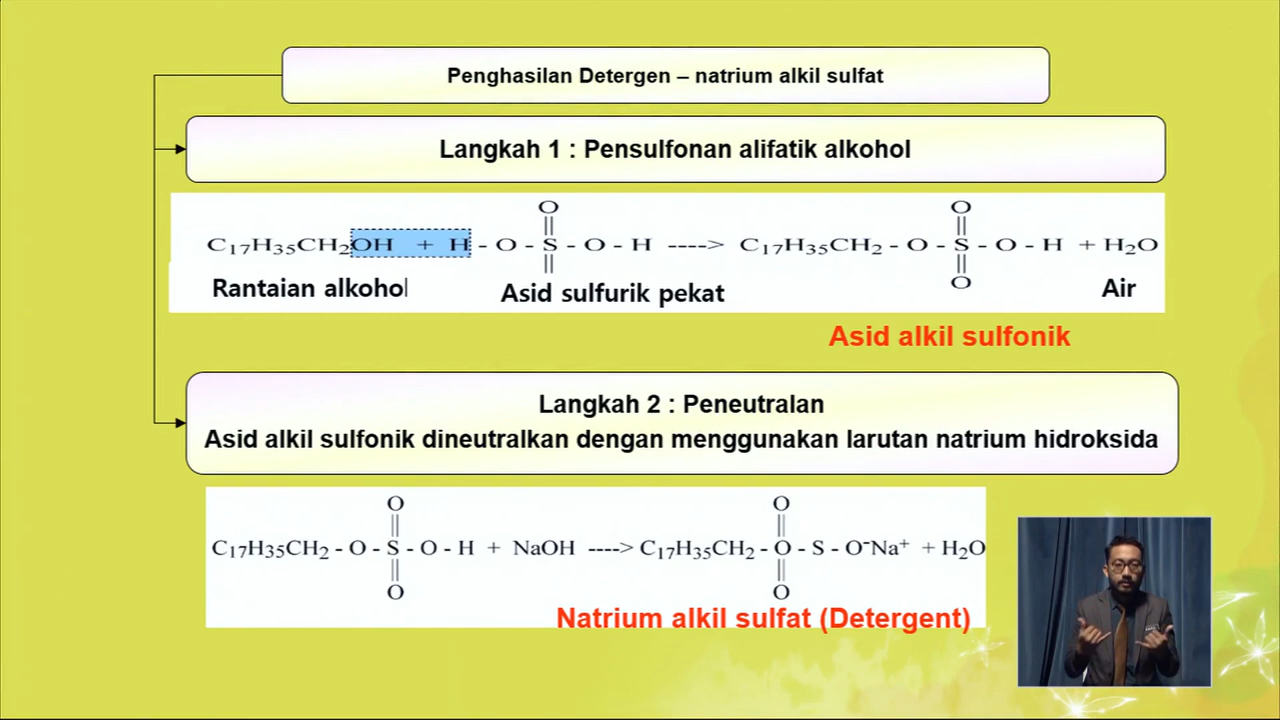 Penghasilan Detergen – natrium alkil sulfat
Langkah 1 : Pensulfonan alifatik alkohol
O O
C₁₇H₃₅CH₂OH + H - O - S - O - H ----> C₁₇H₃₅CH₂ - O - S - O - H + H₂O
O
Rantaian alkohol Asid sulfurik pekat Air
Asid alkil sulfonik
Langkah 2 : Peneutralan
Asid alkil sulfonik dineutralkan dengan menggunakan larutan natrium hidroksida
O O
C₁₇H₃₅CH₂ - O - S - O - H + NaOH ----> C₁₇H₃₅CH₂ - O - S - O⁻Na⁺ + H₂O
O O
Natrium alkil sulfat (Detergent)